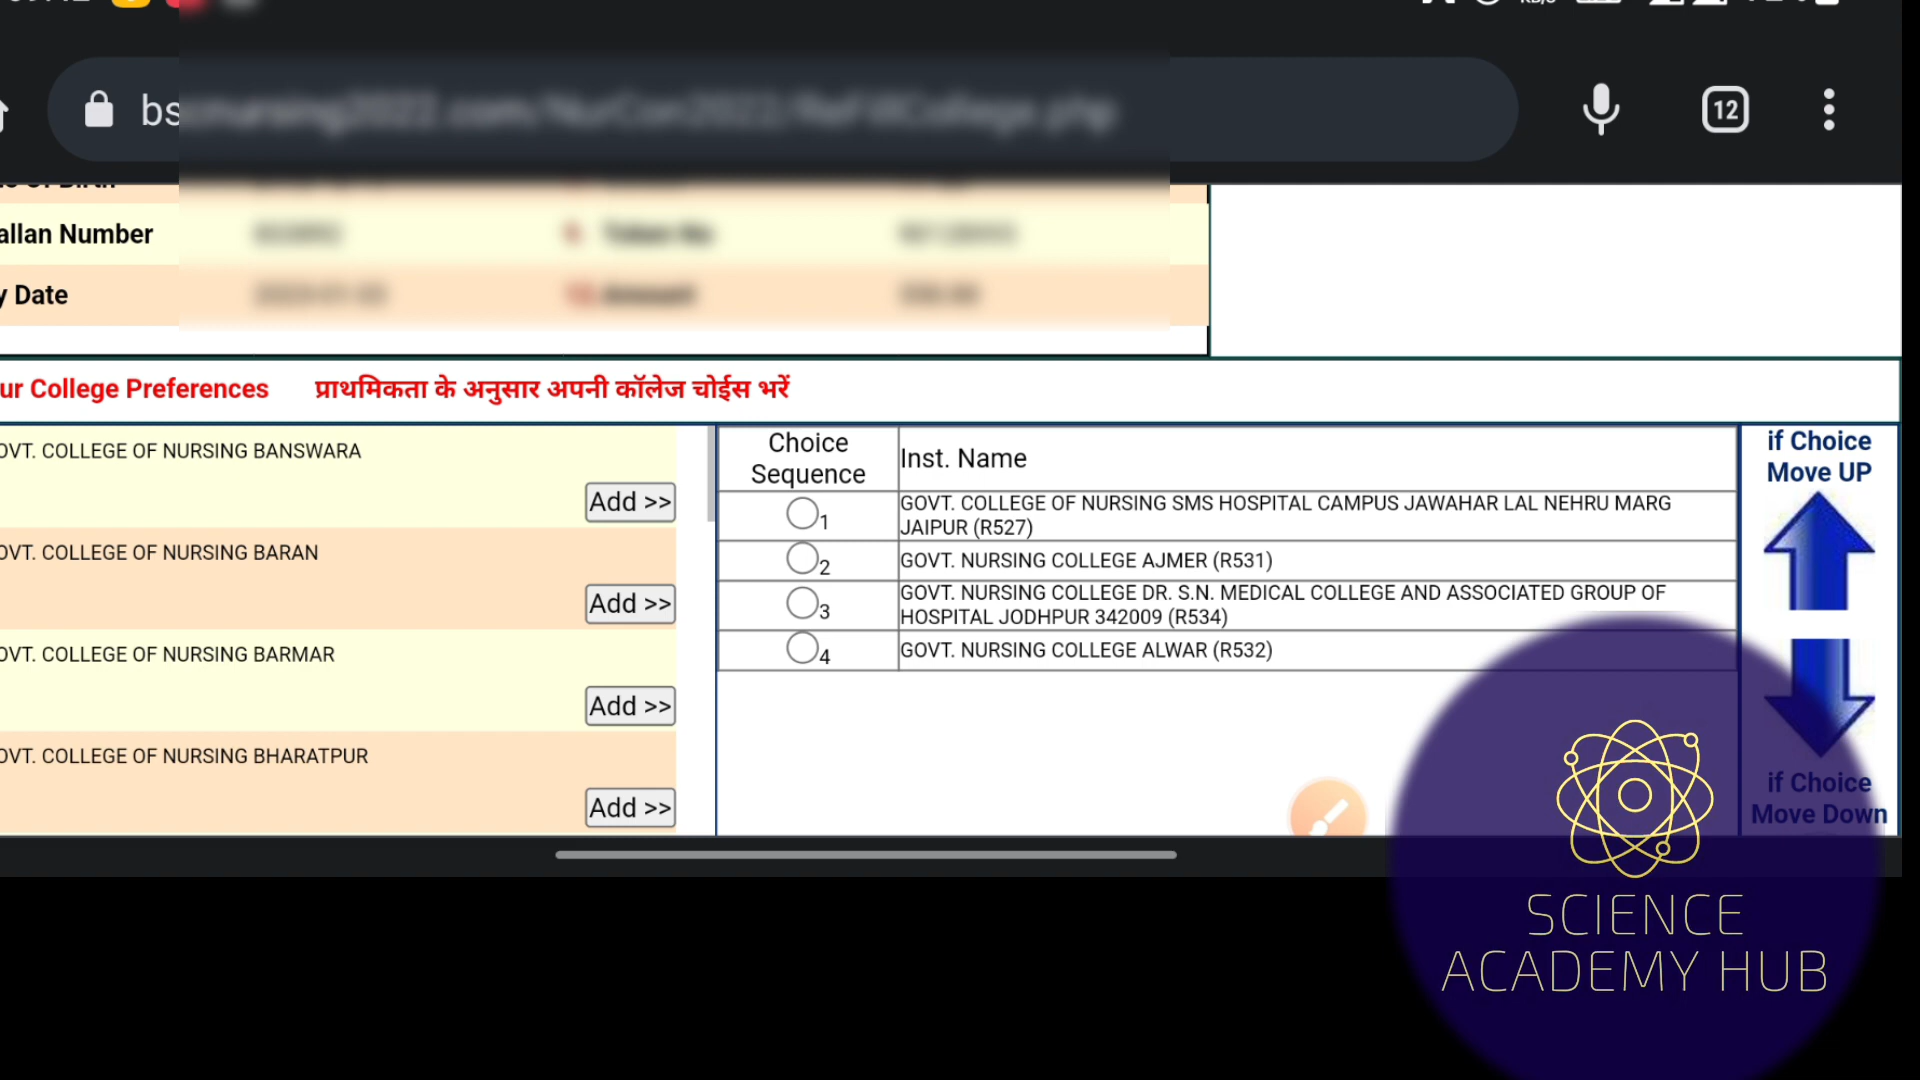 12
allan Number
y Date
ur College Preferences प्राथमिकता के अनुसार अपनी कॉलेज चोईस भरें
OVT. COLLEGE OF NURSING BANSWARA
Add >>
OVT. COLLEGE OF NURSING BARAN
Add >>
OVT. COLLEGE OF NURSING BARMAR
Add >>
OVT. COLLEGE OF NURSING BHARATPUR
Add >>
Choice
Sequence
Inst. Name
1 GOVT. COLLEGE OF NURSING SMS HOSPITAL CAMPUS JAWAHAR LAL NEHRU MARG
JAIPUR (R527)
2 GOVT. NURSING COLLEGE AJMER (R531)
3 GOVT. NURSING COLLEGE DR. S.N. MEDICAL COLLEGE AND ASSOCIATED GROUP OF
HOSPITAL JODHPUR 342009 (R534)
4 GOVT. NURSING COLLEGE ALWAR (R532)
if Choice
Move UP
if Choice
Move Down
SCIENCE
ACADEMY HUB